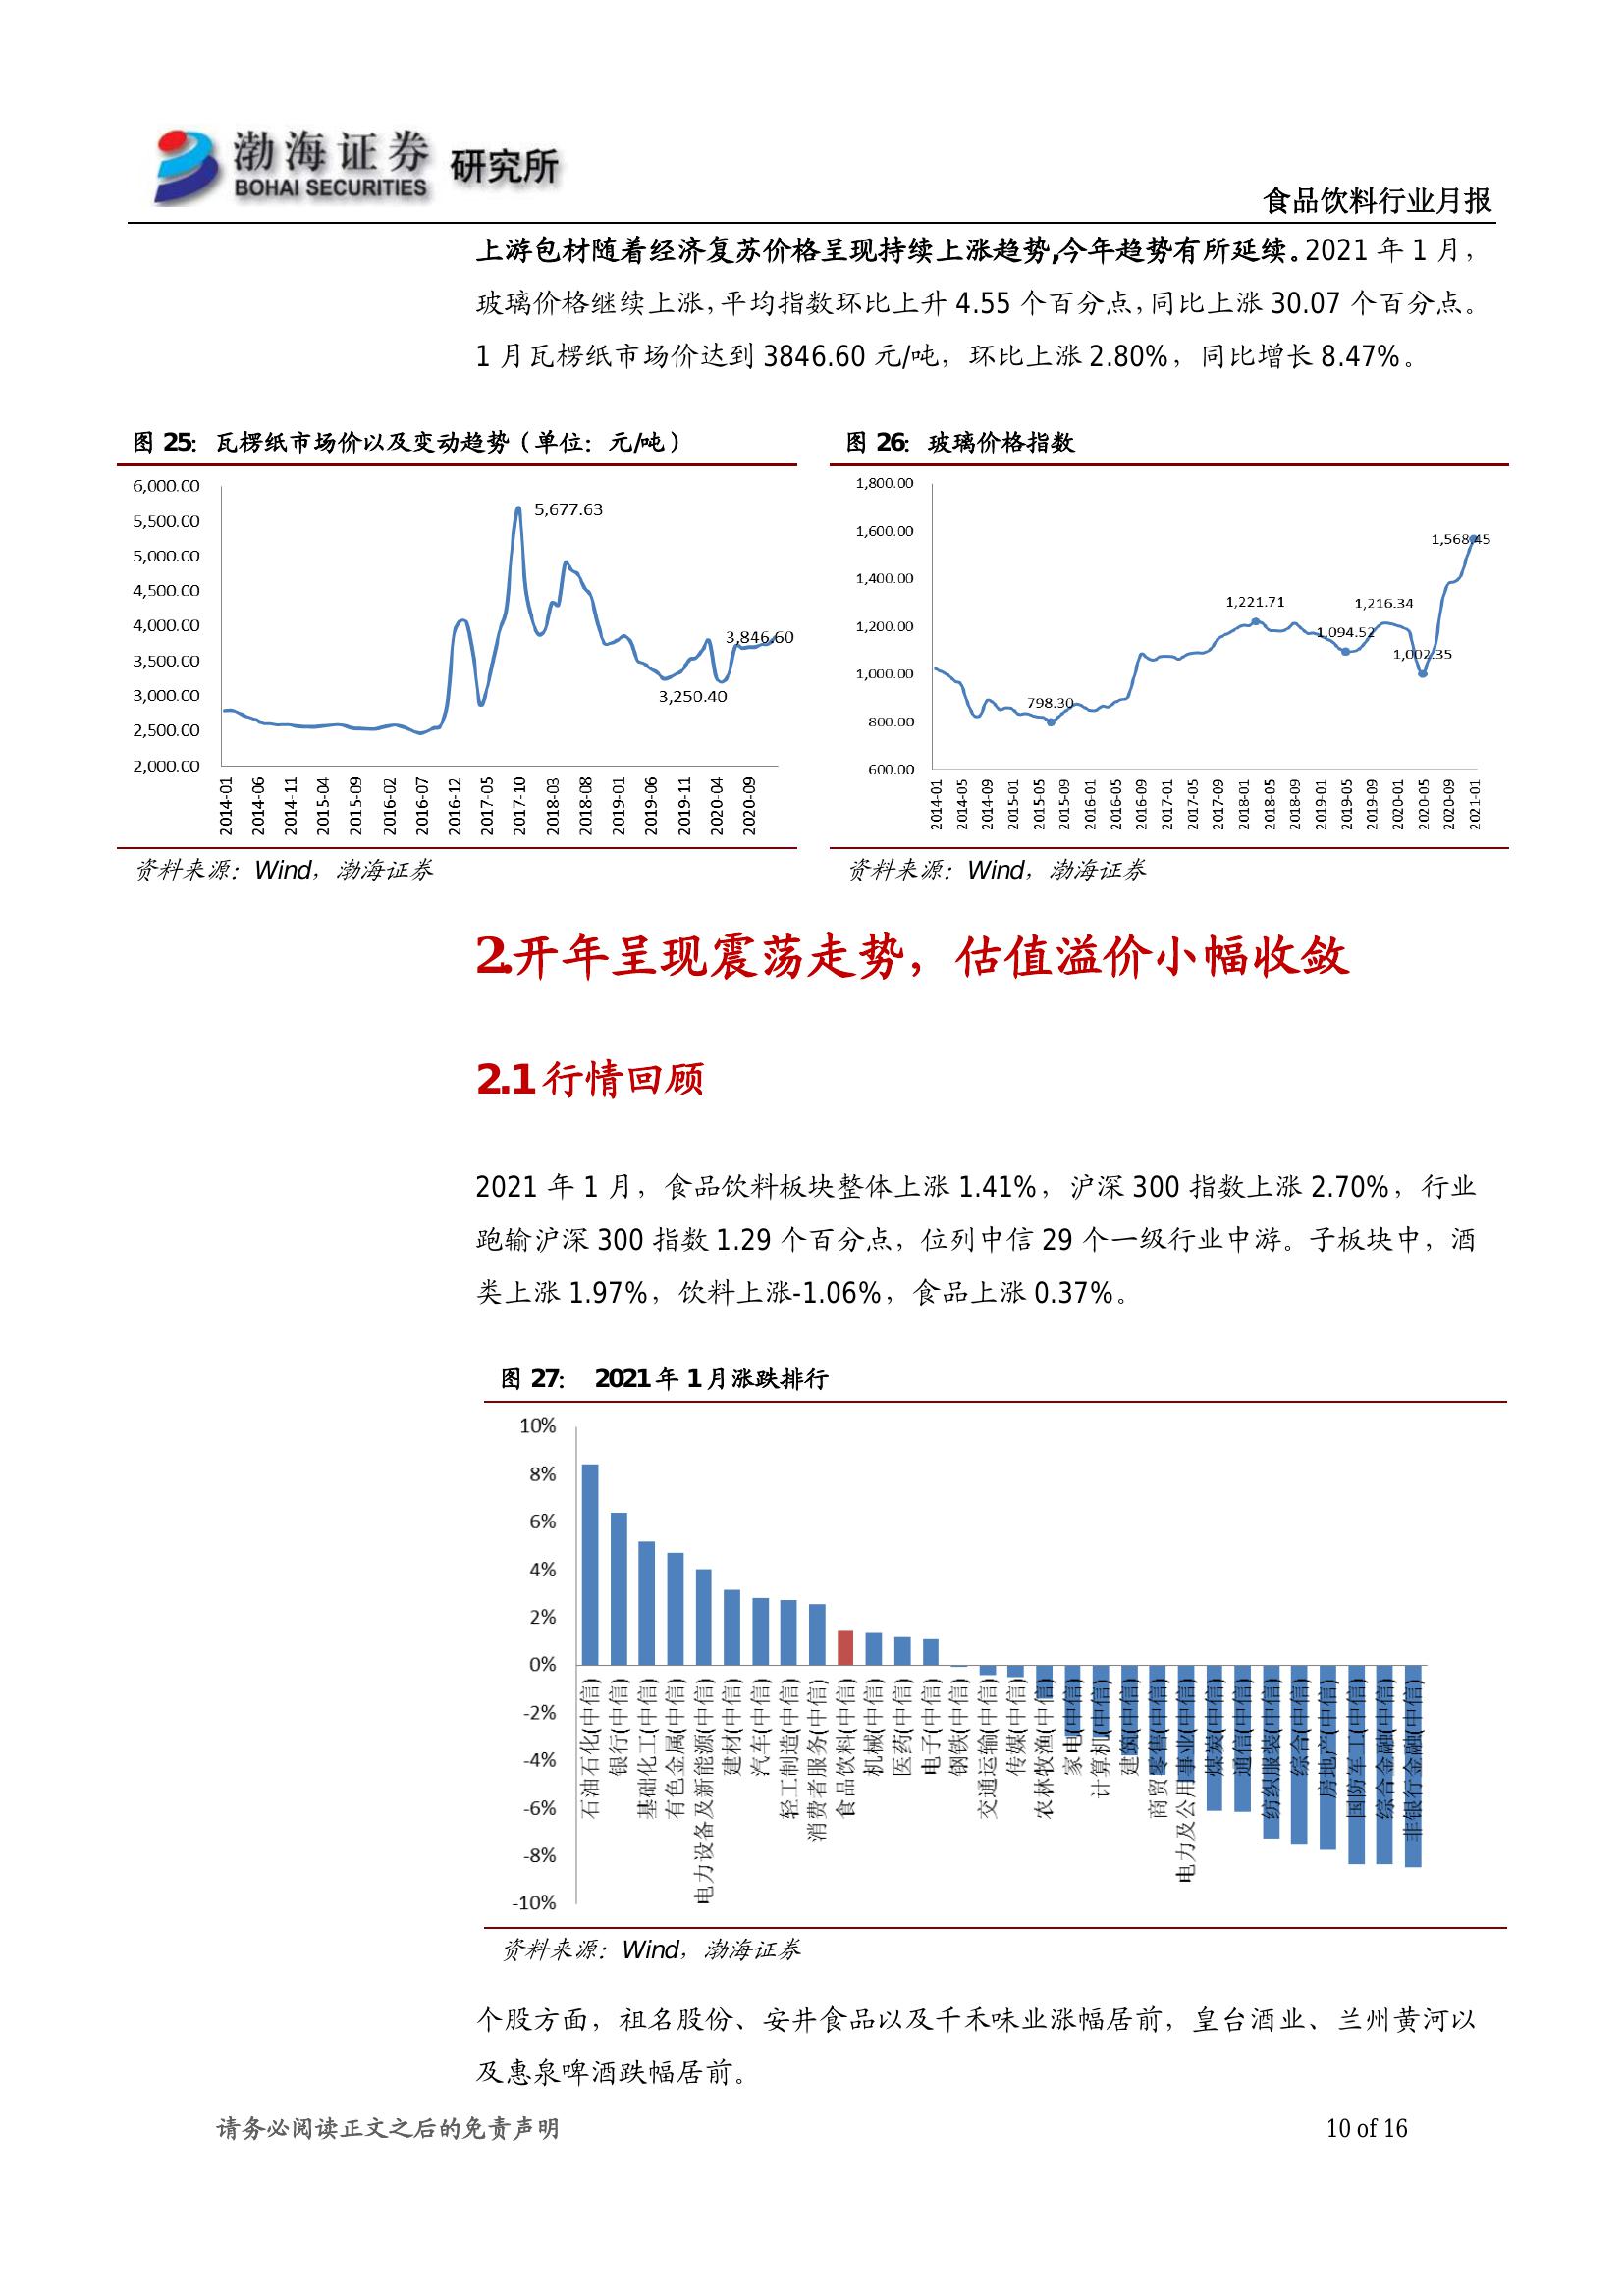 渤海证券 研究所
BOHAI SECURITIES
食品饮料行业月报
上游包材随着经济复苏价格呈现持续上涨趋势,今年趋势有所延续。2021 年 1 月，
玻璃价格继续上涨，平均指数环比上升 4.55 个百分点，同比上涨 30.07 个百分点。
1 月瓦楞纸市场价达到 3846.60 元/吨，环比上涨 2.80%，同比增长 8.47%。
图 25：瓦楞纸市场价以及变动趋势（单位：元/吨）
6,000.00
5,500.00
5,000.00
4,500.00
4,000.00
3,500.00
3,000.00
2,500.00
2,000.00
5,677.63
3,846.60
3,250.40
2014-01
2014-06
2014-11
2015-04
2015-09
2016-02
2016-07
2016-12
2017-05
2017-10
2018-03
2018-08
2019-01
2019-06
2019-11
2020-04
2020-09
资料来源：Wind，渤海证券
图 26：玻璃价格指数
1,800.00
1,600.00
1,400.00
1,200.00
1,000.00
800.00
600.00
798.30
1,221.71
1,094.52
1,216.34
1,002.35
1,568.45
2014-01
2014-05
2014-09
2015-01
2015-05
2015-09
2016-01
2016-05
2016-09
2017-01
2017-05
2017-09
2018-01
2018-05
2018-09
2019-01
2019-05
2019-09
2020-01
2020-05
2020-09
2021-01
资料来源：Wind，渤海证券
2.开年呈现震荡走势，估值溢价小幅收敛
2.1 行情回顾
2021 年 1 月，食品饮料板块整体上涨 1.41%，沪深 300 指数上涨 2.70%，行业
跑输沪深 300 指数 1.29 个百分点，位列中信 29 个一级行业中游。子板块中，酒
类上涨 1.97%，饮料上涨-1.06%，食品上涨 0.37%。
图 27： 2021 年 1 月涨跌排行
10%
8%
6%
4%
2%
0%
-2%
-4%
-6%
-8%
-10%
石油石化(中信)
银行(中信)
基础化工(中信)
有色金属(中信)
电力设备及新能源(中信)
建材(中信)
汽车(中信)
轻工制造(中信)
消费者服务(中信)
食品饮料(中信)
机械(中信)
医药(中信)
电子(中信)
钢铁(中信)
交通运输(中信)
传媒(中信)
农林牧渔(中信)
家电(中信)
计算机(中信)
建筑(中信)
商贸零售(中信)
电力及公用事业(中信)
煤炭(中信)
通信(中信)
纺织服装(中信)
综合(中信)
房地产(中信)
国防军工(中信)
综合金融(中信)
非银行金融(中信)
资料来源：Wind，渤海证券
个股方面，祖名股份、安井食品以及千禾味业涨幅居前，皇台酒业、兰州黄河以
及惠泉啤酒跌幅居前。
请务必阅读正文之后的免责声明
10 of 16